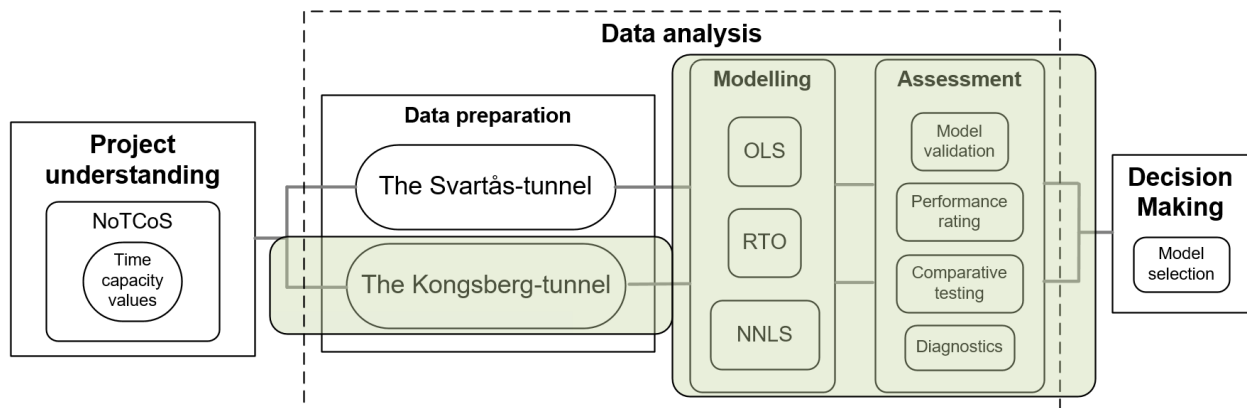 Data analysis
Project
understanding
NoTCoS
Time
capacity
values
Data preparation
The Svartås-tunnel
The Kongsberg-tunnel
Modelling
OLS
RTO
NNLS
Assessment
Model
validation
Performance
rating
Comparative
testing
Diagnostics
Decision
Making
Model
selection